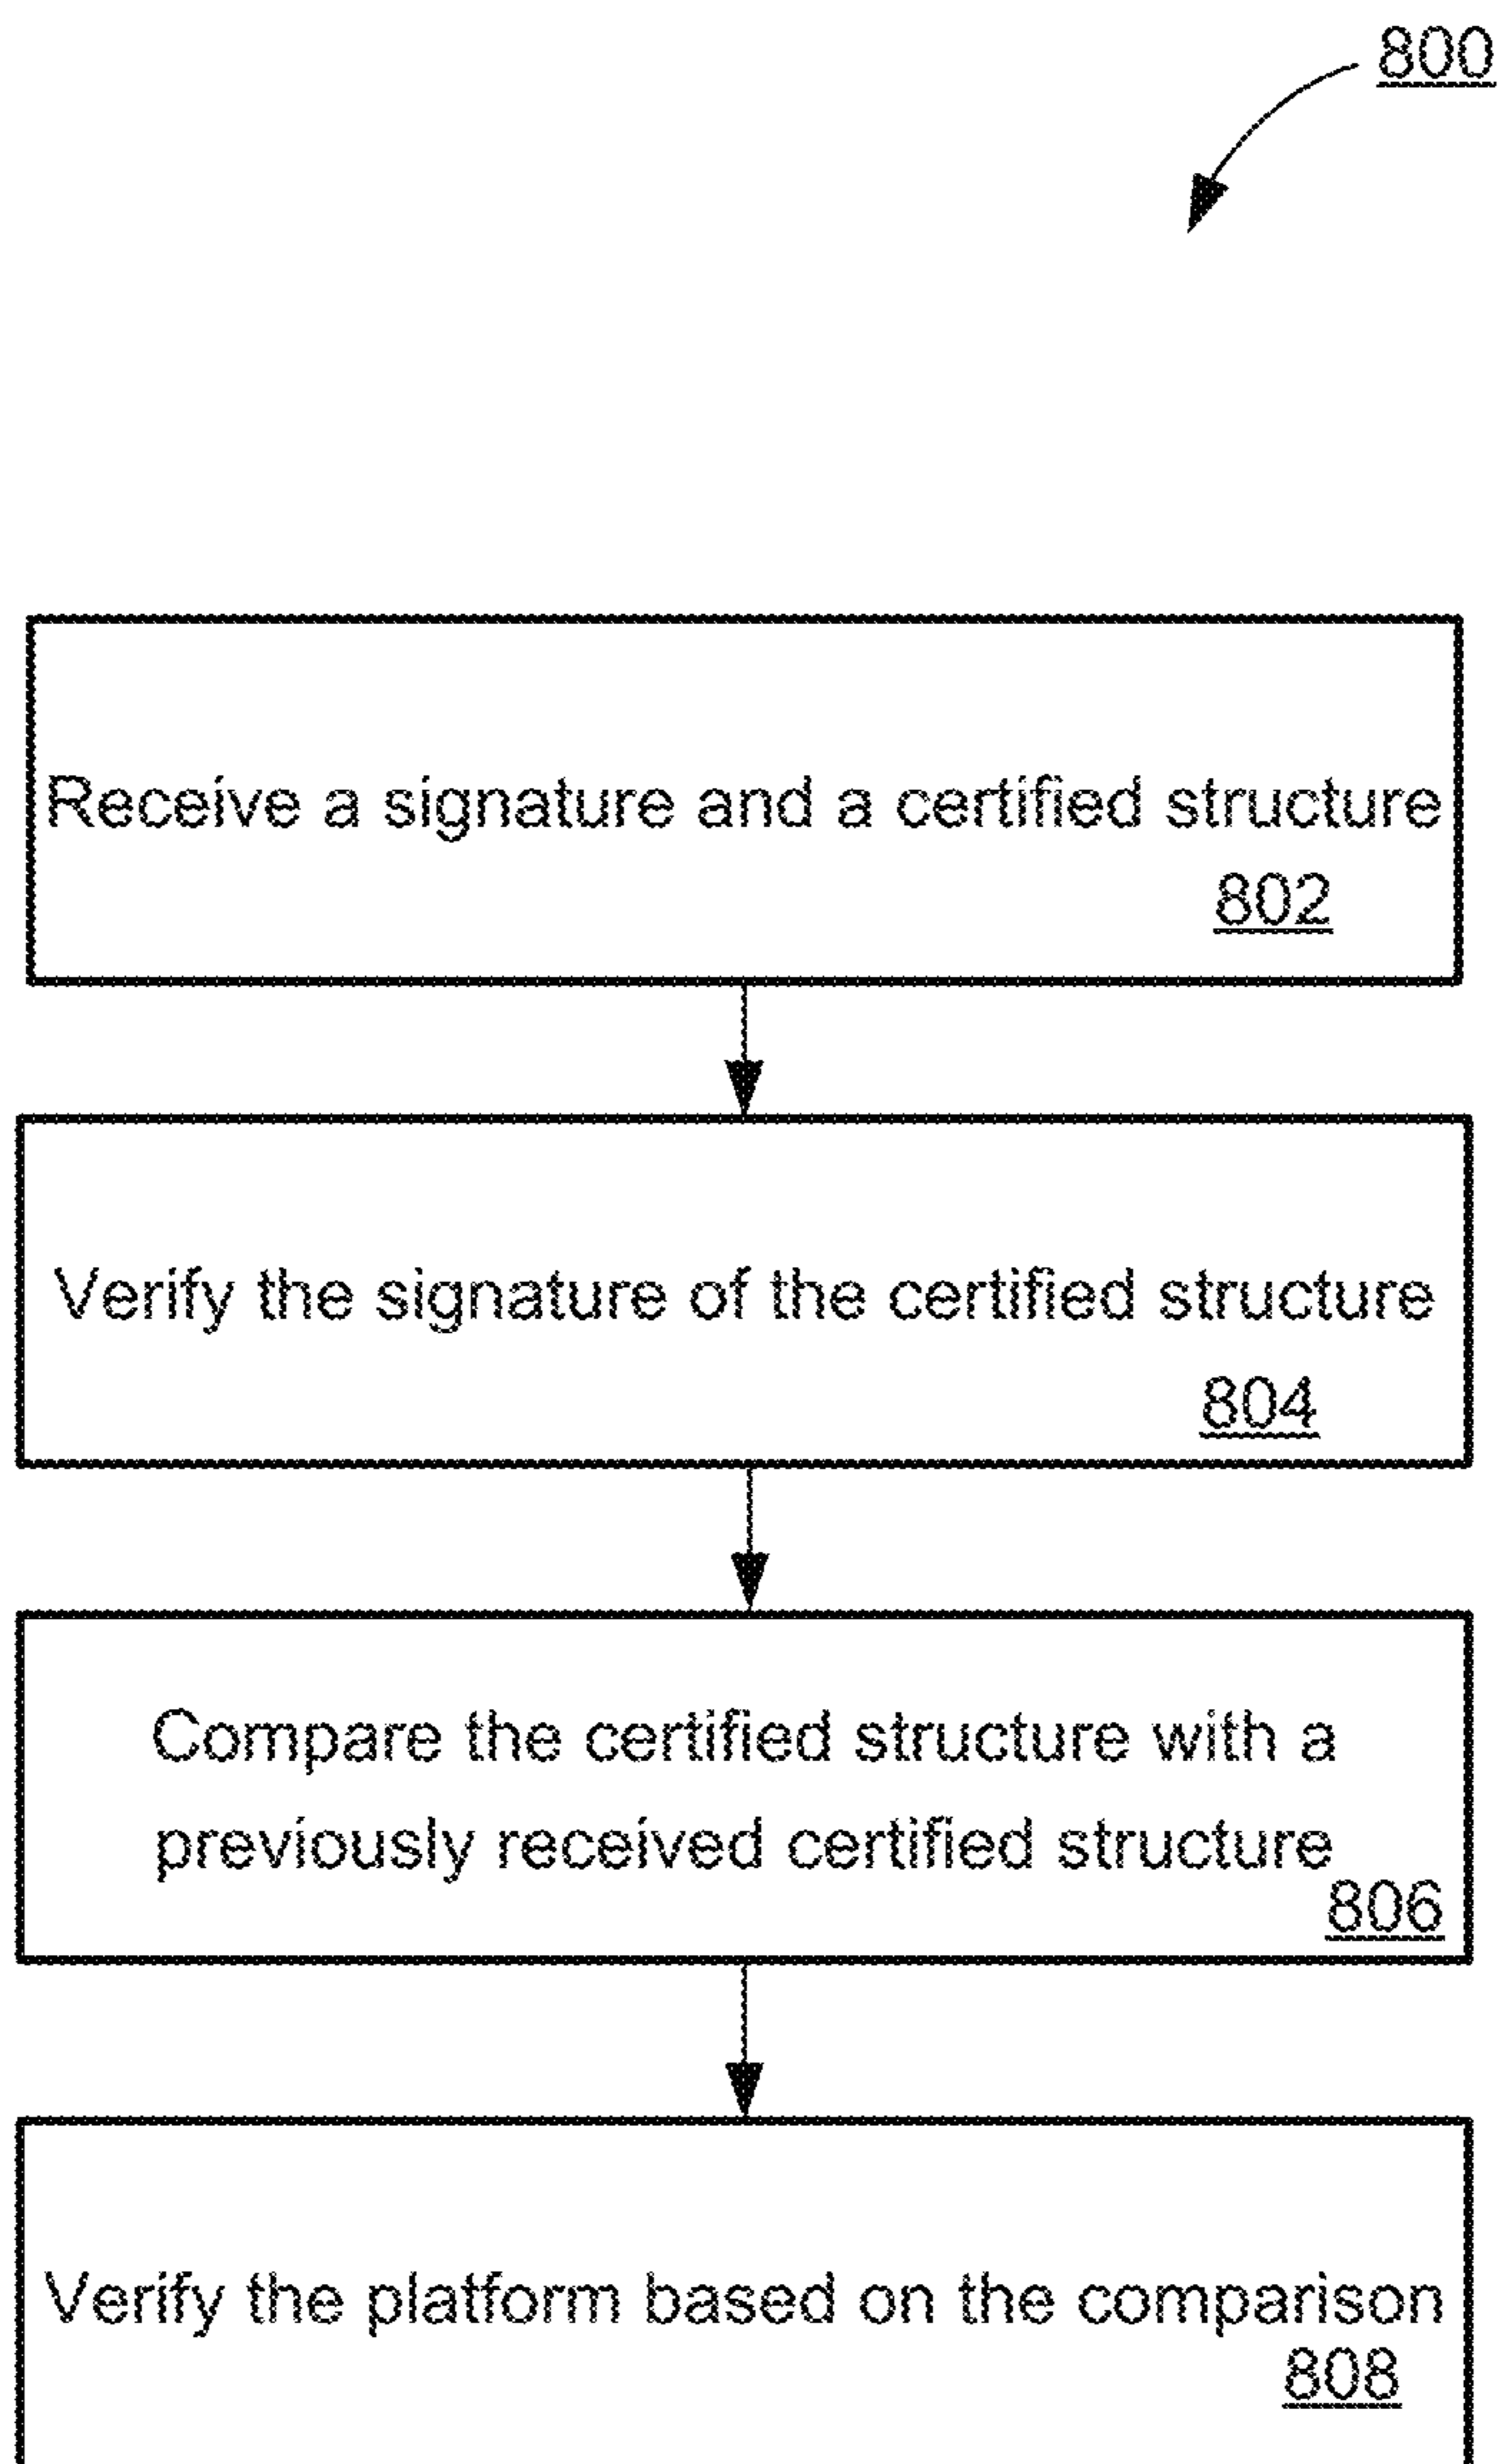 800
Receive a signature and a certified structure
802
Verify the signature of the certified structure
804
Compare the certified structure with a
previously received certified structure
806
Verify the platform based on the comparison
808